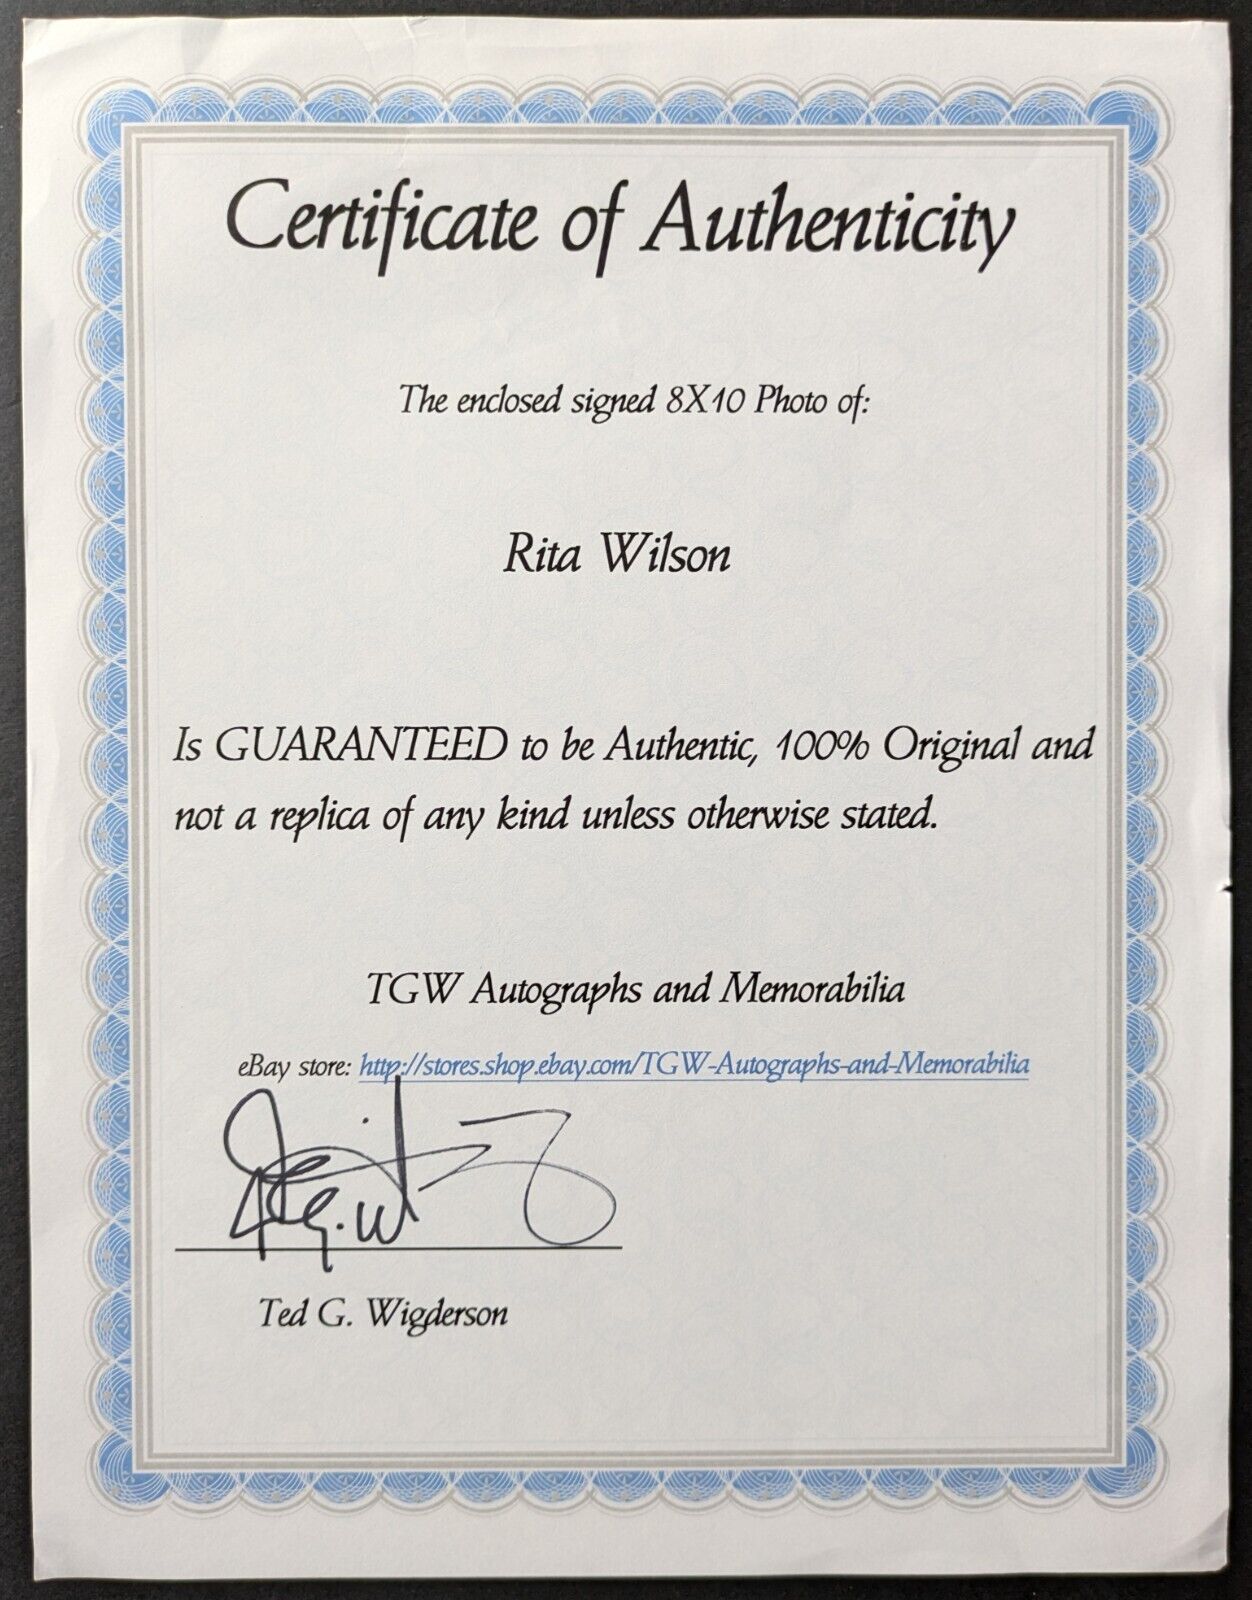 Certificate of Authenticity
The enclosed signed 8X10 Photo of:
Rita Wilson
Is GUARANTEED to be Authentic, 100% Original and
not a replica of any kind unless otherwise stated.
TGW Autographs and Memorabilia
eBay store: http://stores.shop.ebay.com/TGW-Autographs-and-Memorabilia
Ted G. Wigderson